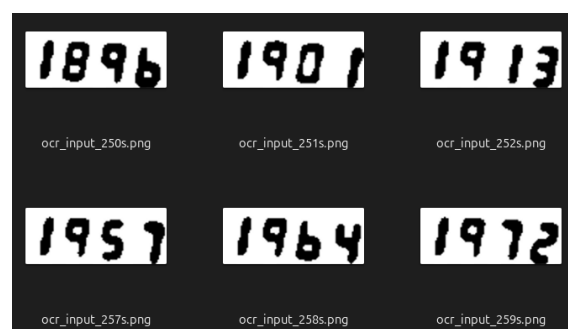 1896 1901 1913
ocr_input_250s.png ocr_input_251s.png ocr_input_252s.png
1957 1964 1972
ocr_input_257s.png ocr_input_258s.png ocr_input_259s.png